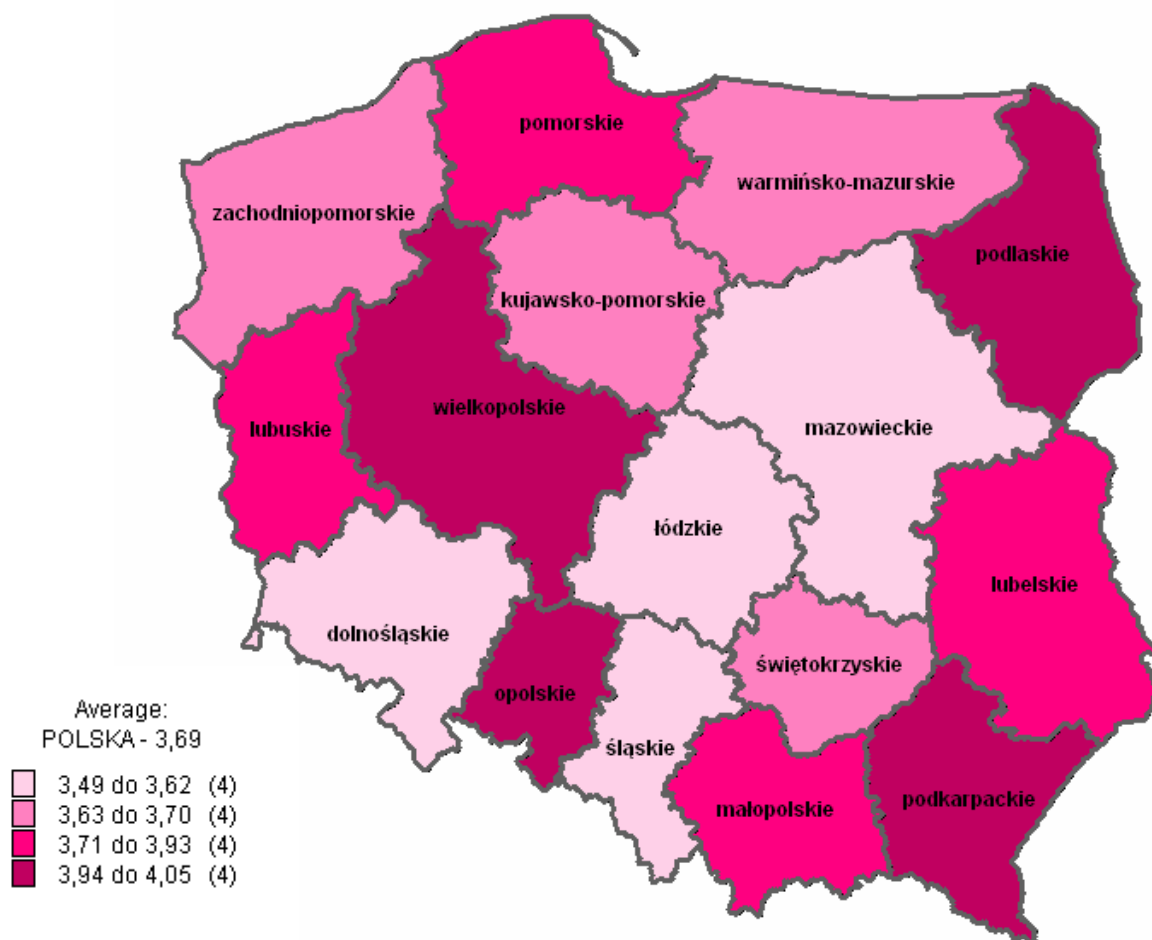 pomorskie
warmińsko-mazurskie
zachodniopomorskie
podlaskie
kujawsko-pomorskie
wielkopolskie
mazowieckie
lubuskie
łódzkie
lubelskie
dolnośląskie
świętokrzyskie
opolskie
śląskie
podkarpackie
małopolskie
Average:
POLSKA - 3,69
3,49 do 3,62 (4)
3,63 do 3,70 (4)
3,71 do 3,93 (4)
3,94 do 4,05 (4)